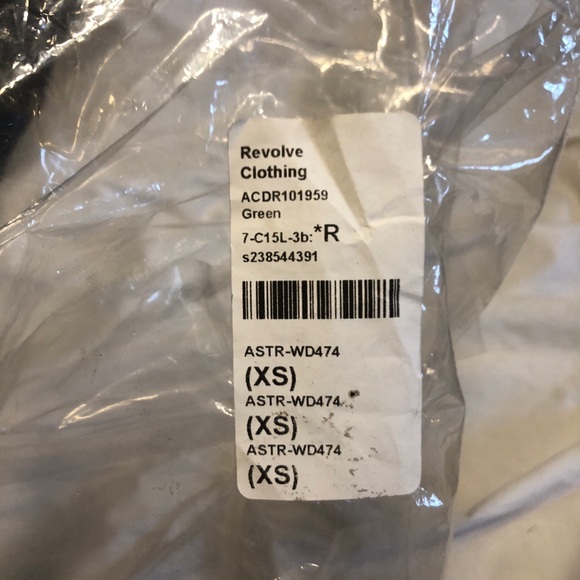 Revolve
Clothing
ACDR101959
Green
7-C15L-3b:*R
s238544391
ASTR-WD474
(XS)
ASTR-WD474
(XS)
ASTR-WD474
(XS)